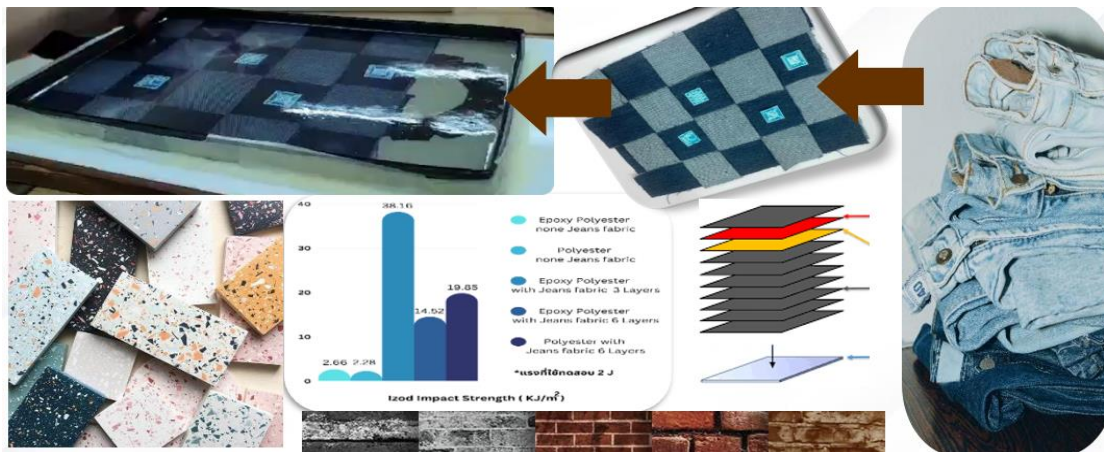 40
38.16
30
20
19.85
14.52
10
2.66
2.28
0
Epoxy Polyester
none Jeans fabric
Polyester
none Jeans fabric
Epoxy Polyester
with Jeans fabric 3 Layers
Epoxy Polyester
with Jeans fabric 6 Layers
Polyester with
Jeans fabric 6 Layers
*แรงที่ใช้ทดสอบ 2 J
Izod Impact Strength ( KJ/m²)